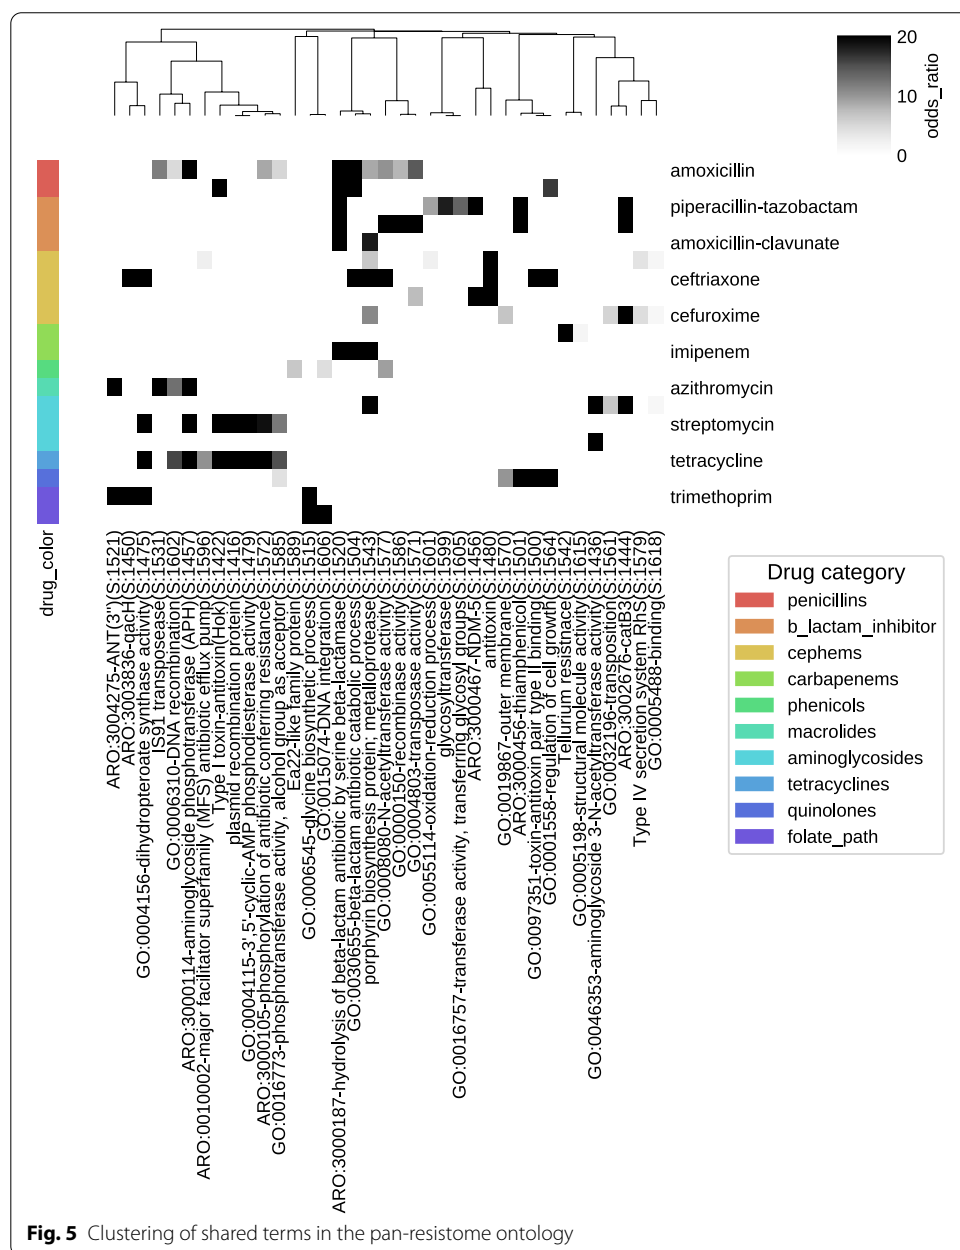 20
10
0
odds_ratio
amoxicillin
piperacillin-tazobactam
amoxicillin-clavunate
ceftriaxone
cefuroxime
imipenem
azithromycin
streptomycin
tetracycline
trimethoprim
drug_color
ARO:3004275-ANT(3")(S:1521)
ARO:3003836-qacH(S:1450)
GO:0004156-dihydropteroate synthase activity(S:1475)
IS91 transposase(S:1531)
GO:0006310-DNA recombination(S:1602)
ARO:3000114-aminoglycoside phosphotransferase (APH)(S:1457)
ARO:0010002-major facilitator superfamily (MFS) antibiotic efflux pump(S:1596)
Type I toxin-antitoxin(Hok)(S:1422)
plasmid recombination protein(S:1416)
GO:0004115-3',5'-cyclic-AMP phosphodiesterase activity(S:1479)
ARO:3000105-phosphorylation of antibiotic conferring resistance(S:1572)
GO:0016773-phosphotransferase activity, alcohol group as acceptor(S:1585)
Ea22-like family protein(S:1589)
GO:0006545-glycine biosynthetic process(S:1515)
GO:0015074-DNA integration(S:1606)
ARO:3000187-hydrolysis of beta-lactam antibiotic by serine beta-lactamase(S:1520)
GO:0030655-beta-lactam antibiotic catabolic process(S:1504)
porphyrin biosynthesis protein; metalloprotease(S:1543)
GO:0008080-N-acetyltransferase activity(S:1577)
GO:0000150-recombinase activity(S:1586)
GO:0004803-transposase activity(S:1571)
GO:0055114-oxidation-reduction process(S:1601)
glycosyltransferase(S:1599)
GO:0016757-transferase activity, transferring glycosyl groups(S:1605)
ARO:3000467-NDM-5(S:1456)
antitoxin(S:1480)
GO:0019867-outer membrane(S:1570)
ARO:3000456-thiamphenicol(S:1501)
GO:0097351-toxin-antitoxin pair type II binding(S:1500)
GO:0001558-regulation of cell growth(S:1564)
Tellurium resistnace(S:1542)
GO:0005198-structural molecule activity(S:1615)
GO:0046353-aminoglycoside 3-N-acetyltransferase activity(S:1436)
GO:0032196-transposition(S:1561)
ARO:3002676-catB3(S:1444)
Type IV secretion system RhS(S:1579)
GO:0005488-binding(S:1618)
Drug category
penicillins
b_lactam_inhibitor
cephems
carbapenems
phenicols
macrolides
aminoglycosides
tetracyclines
quinolones
folate_path
Fig. 5 Clustering of shared terms in the pan-resistome ontology